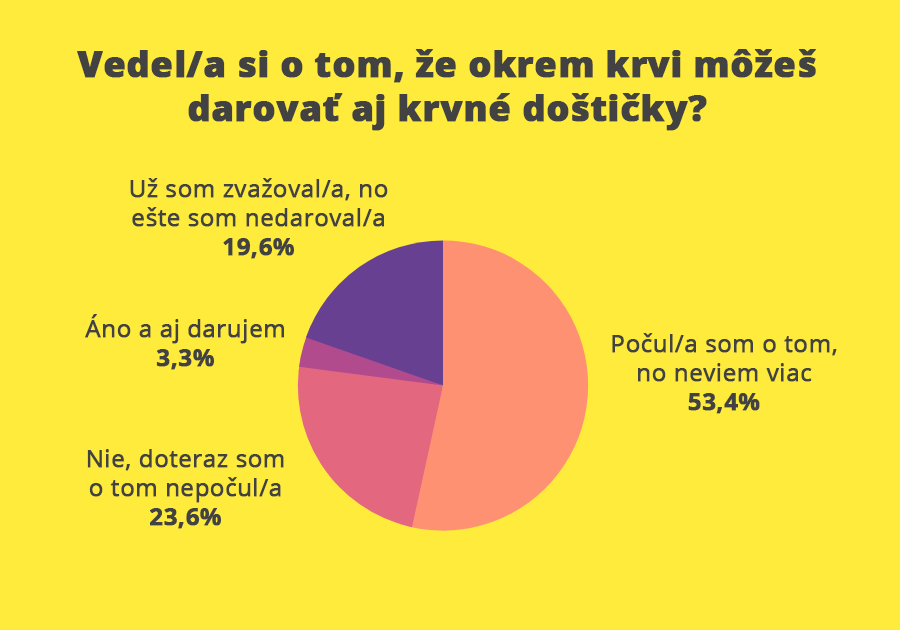 Vedel/a si o tom, že okrem krvi môžeš
darovať aj krvné doštičky?
Už som zvažoval/a, no
ešte som nedaroval/a
19,6%
Áno a aj darujem
3,3%
Počul/a som o tom,
no neviem viac
53,4%
Nie, doteraz som
o tom nepočul/a
23,6%